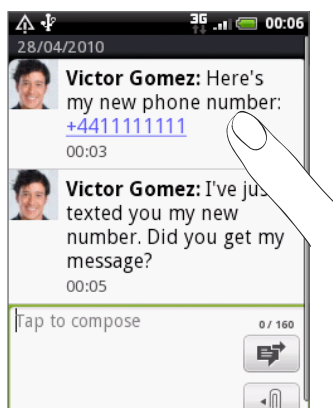 3G 00:06
28/04/2010
Victor Gomez: Here's
my new phone number:
+4411111111
00:03
Victor Gomez: I've just
texted you my new
number. Did you get my
message?
00:05
Tap to compose
0 / 160